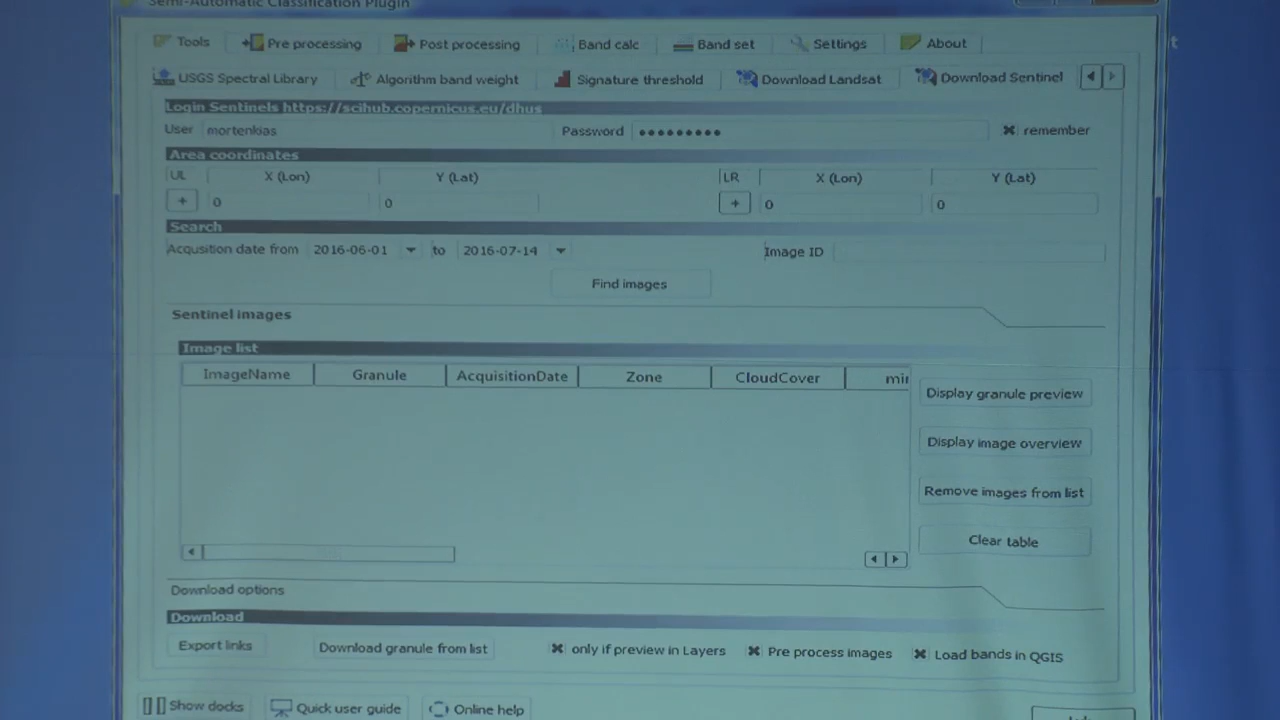 Semi-Automatic Classification Plugin
Tools Pre processing Post processing Band calc Band set Settings About
USGS Spectral Library Algorithm band weight Signature threshold Download Landsat Download Sentinel
Login Sentinels https://scihub.copernicus.eu/dhus
User mortenkias Password ●●●●●●●●● remember
Area coordinates
UL X (Lon) Y (Lat) LR X (Lon) Y (Lat)
+ 0 0 + 0 0
Search
Acqusition date from 2016-06-01 to 2016-07-14 Image ID
Find images
Sentinel images
Image list
ImageName Granule AcquisitionDate Zone CloudCover
Display granule preview
Display image overview
Remove images from list
Clear table
Download options
Download
Export links Download granule from list only if preview in Layers Pre process images Load bands in QGIS
Show docks Quick user guide Online help